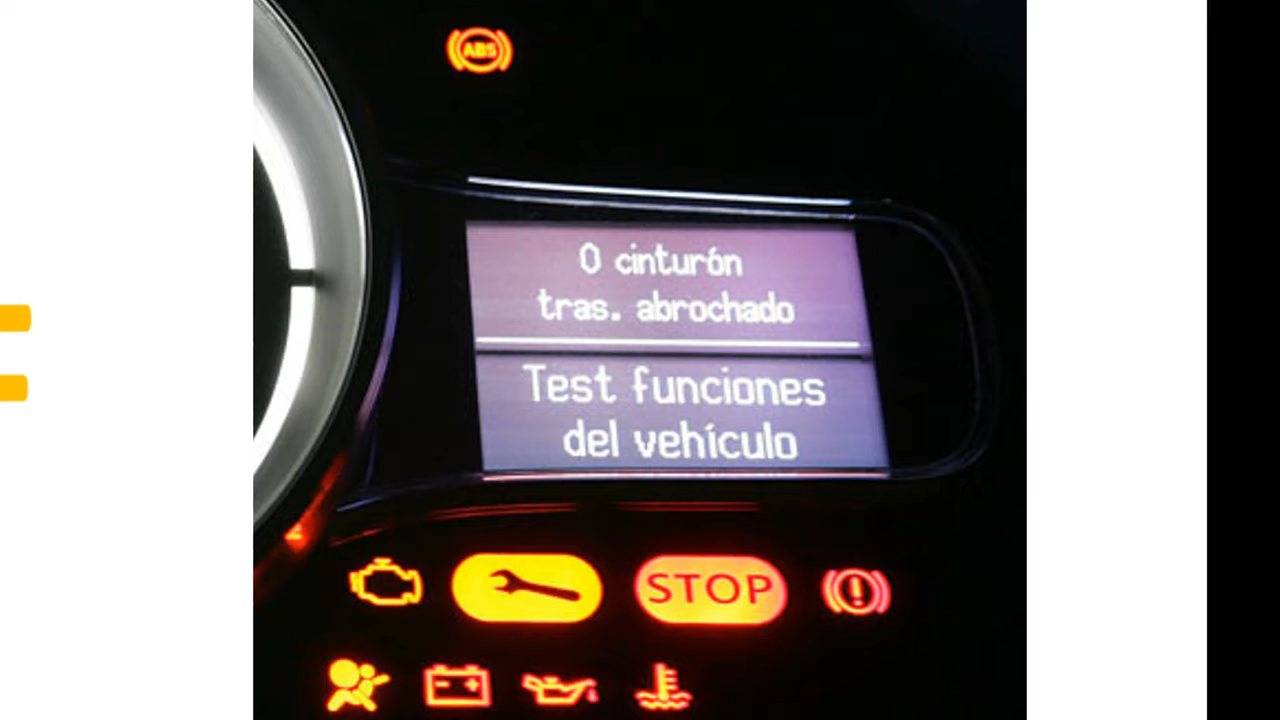 ABS
0 cinturón
tras. abrochado
Test funciones
del vehículo
STOP